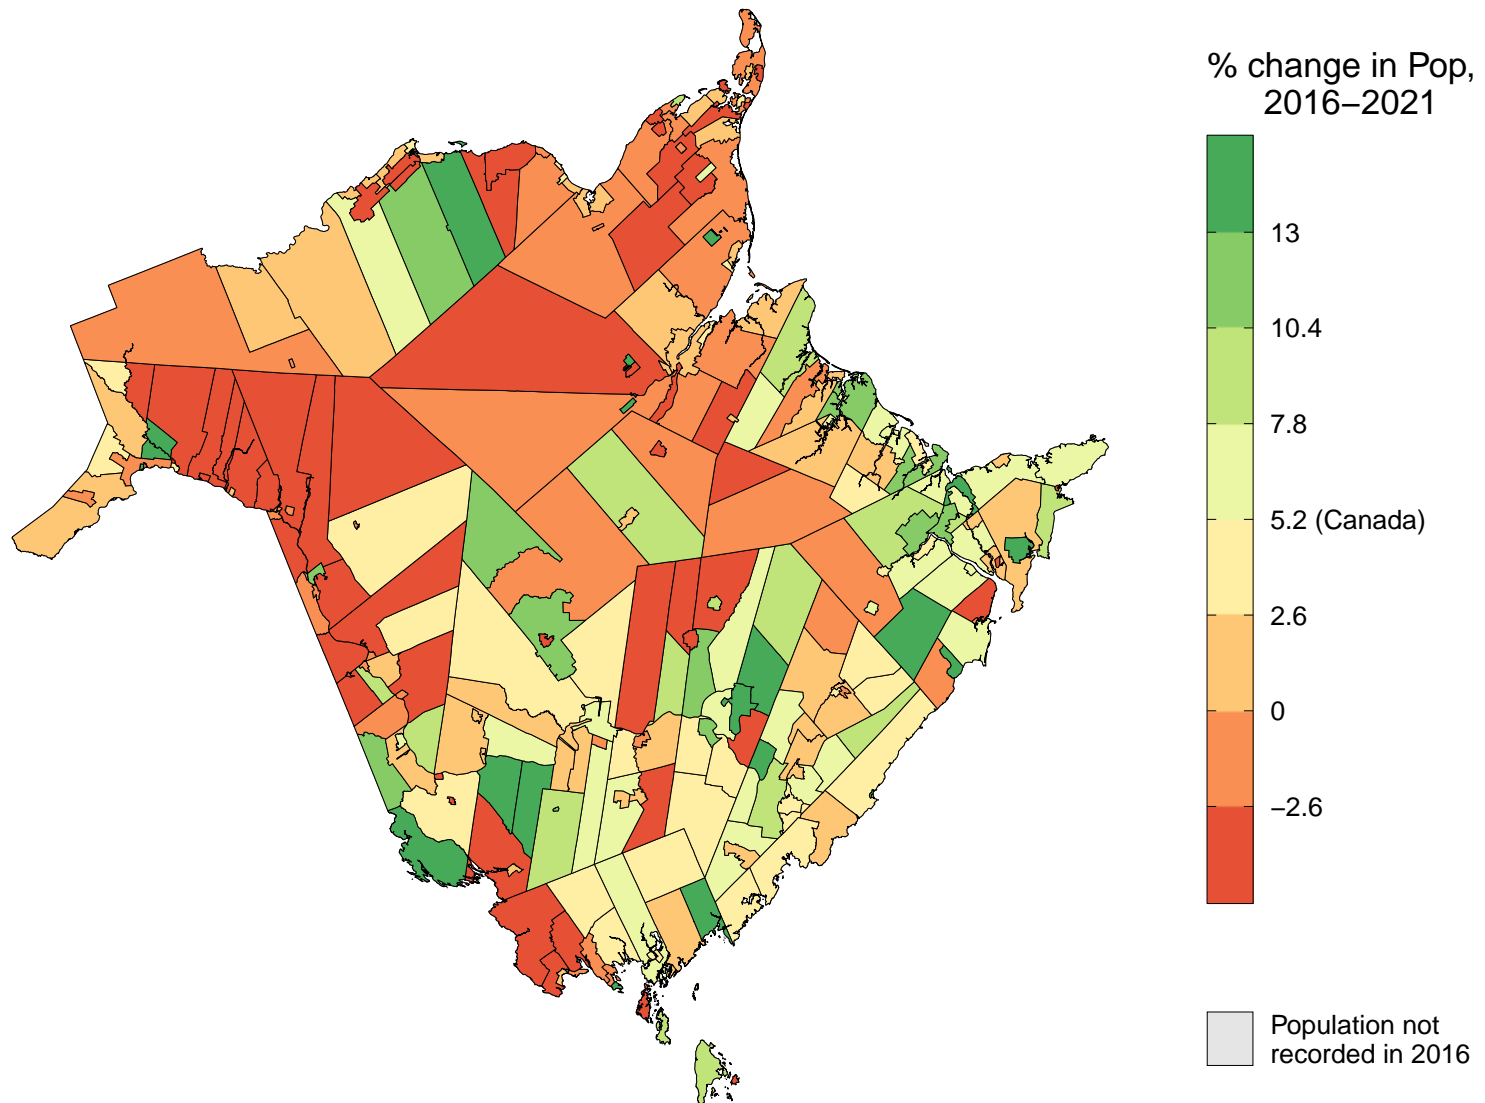 % change in Pop,
2016–2021
13
10.4
7.8
5.2 (Canada)
2.6
0
−2.6
Population not
recorded in 2016